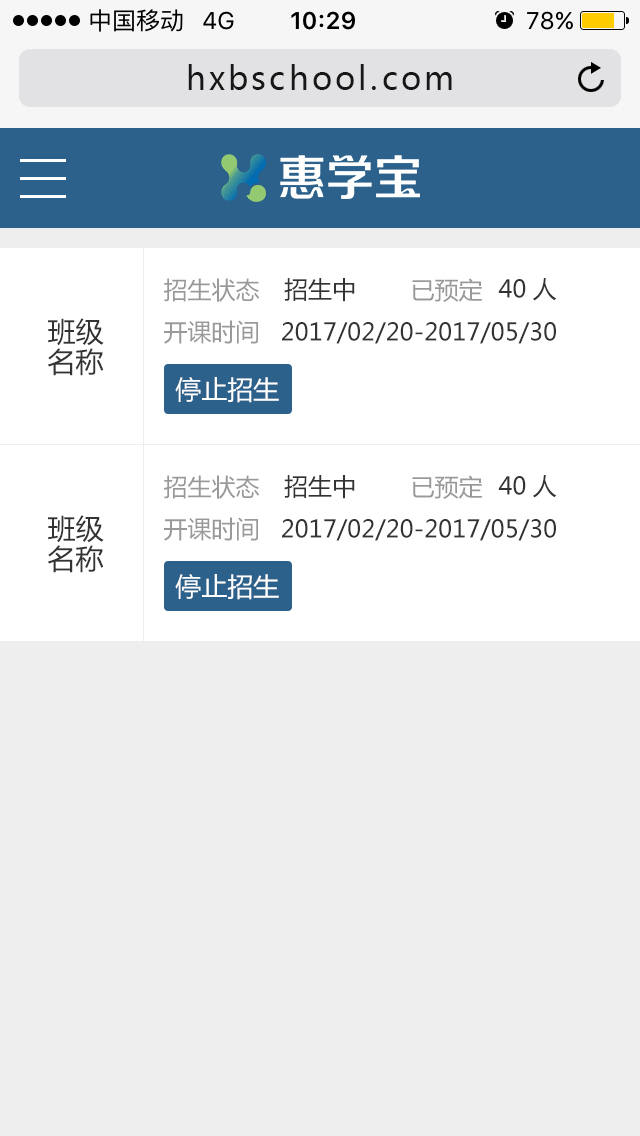 中国移动 4G 10:29 78%
hxbschool.com
惠学宝
班级
名称
招生状态 招生中 已预定 40 人
开课时间 2017/02/20-2017/05/30
停止招生
班级
名称
招生状态 招生中 已预定 40 人
开课时间 2017/02/20-2017/05/30
停止招生